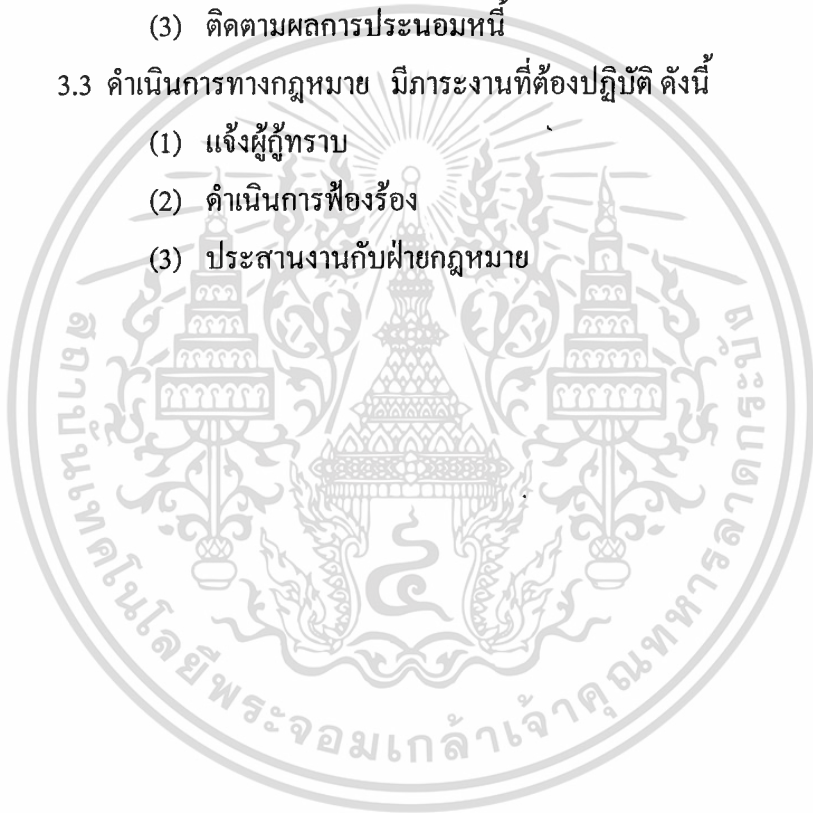 (3) ติดตามผลการประนอมหนี้
3.3 ดำเนินการทางกฎหมาย มีภาระงานที่ต้องปฏิบัติ ดังนี้
(1) แจ้งผู้กู้ทราบ
(2) ดำเนินการฟ้องร้อง
(3) ประสานงานกับฝ่ายกฎหมาย
สถาบันเทคโนโลยีพระจอมเกล้าเจ้าคุณทหารลาดกระบัง